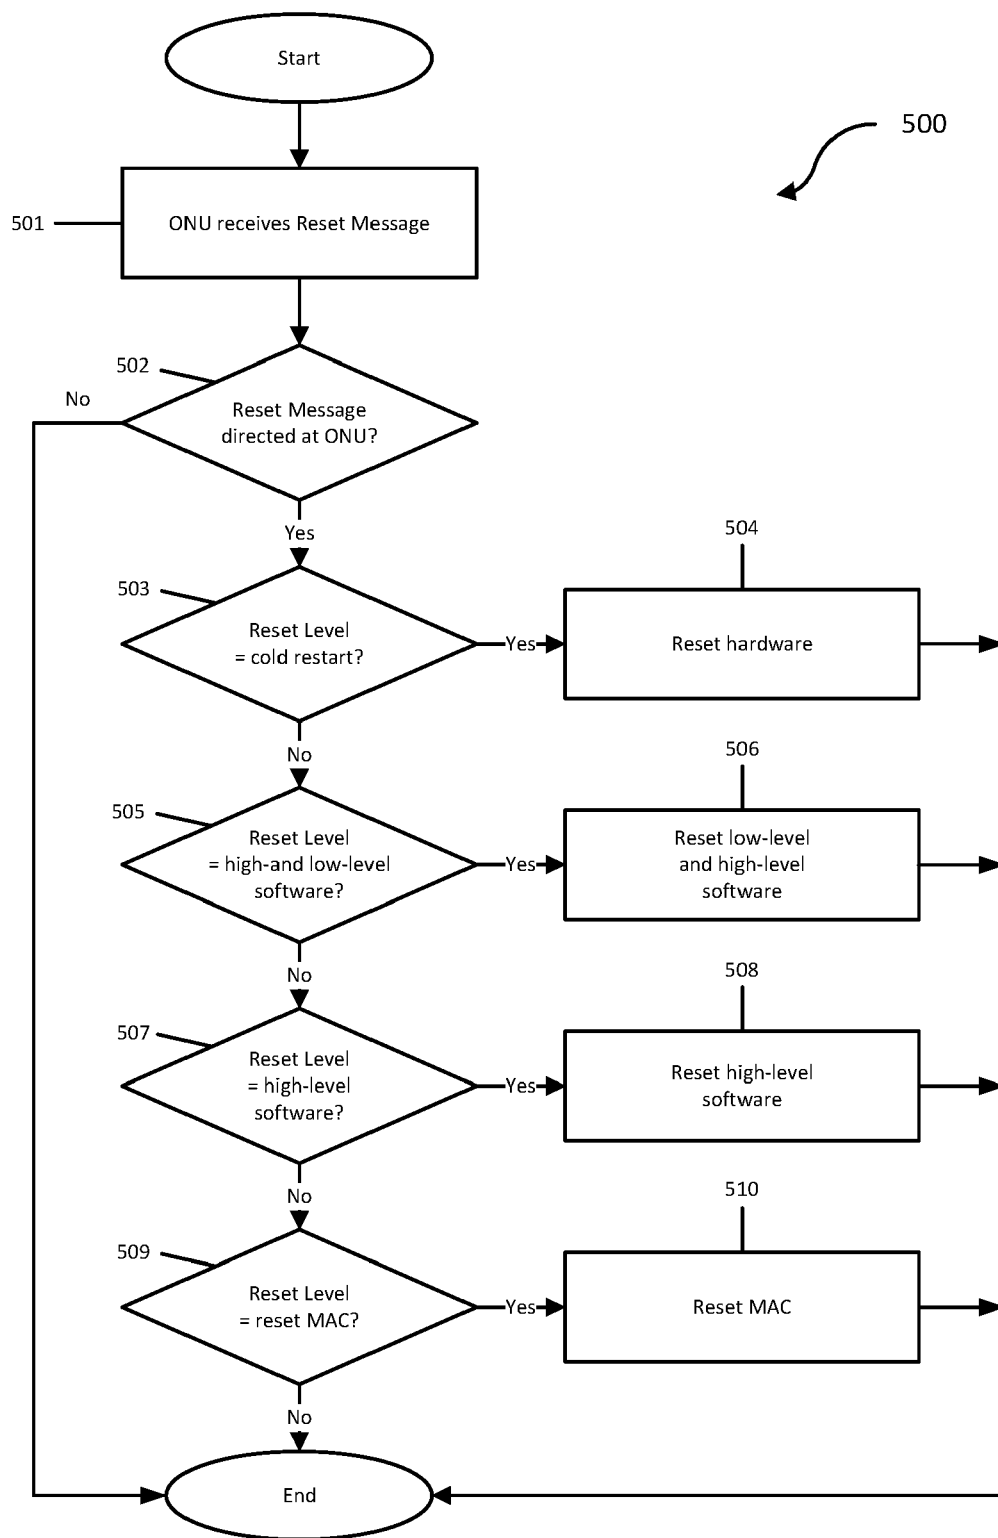 Start
500
501
ONU receives Reset Message
502
No
Reset Message
directed at ONU?
Yes
504
503
Reset Level
= cold restart?
Yes
Reset hardware
No
506
505
Reset Level
= high-and low-level
software?
Yes
Reset low-level
and high-level
software
No
508
507
Reset Level
= high-level
software?
Yes
Reset high-level
software
No
510
509
Reset Level
= reset MAC?
Yes
Reset MAC
No
End